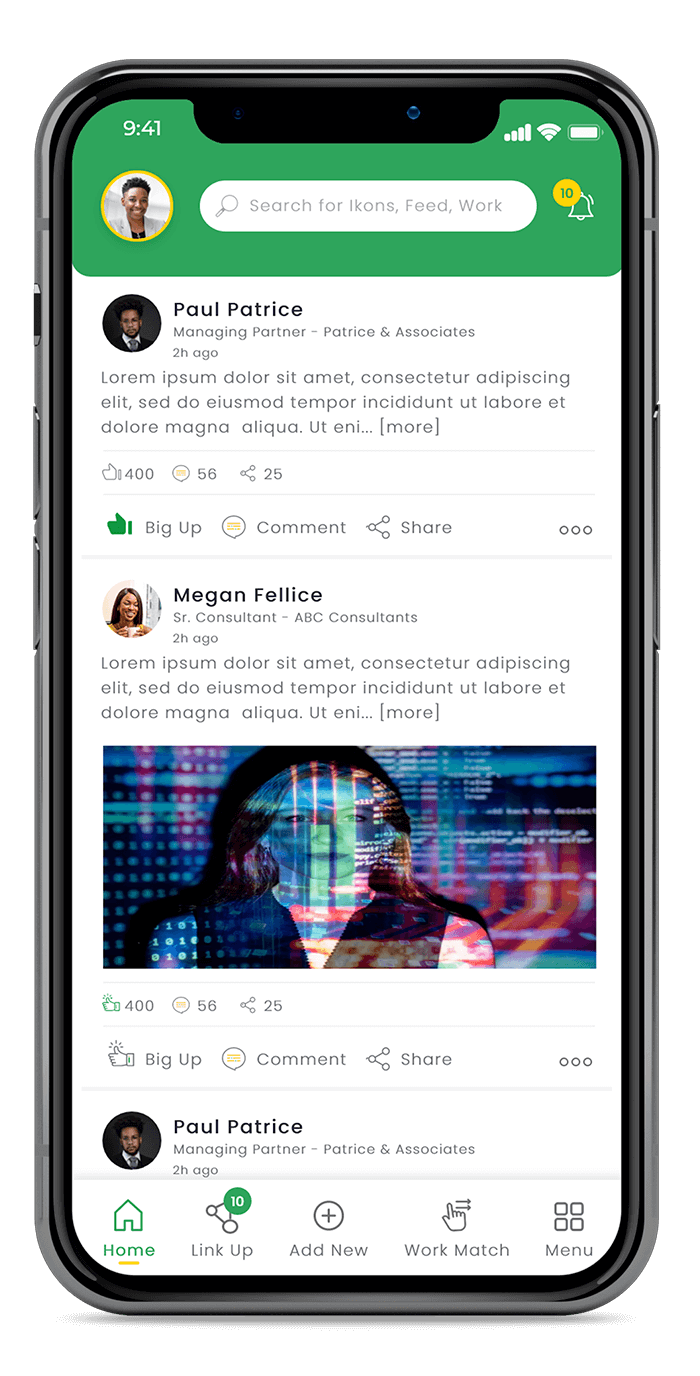 9:41
Search for Ikons, Feed, Work
10
Paul Patrice
Managing Partner - Patrice & Associates
2h ago
Lorem ipsum dolor sit amet, consectetur adipiscing
elit, sed do eiusmod tempor incididunt ut labore et
dolore magna  aliqua. Ut eni... [more]
400 56 25
Big Up Comment Share
Megan Fellice
Sr. Consultant - ABC Consultants
2h ago
Lorem ipsum dolor sit amet, consectetur adipiscing
elit, sed do eiusmod tempor incididunt ut labore et
dolore magna  aliqua. Ut eni... [more]
400 56 25
Big Up Comment Share
Paul Patrice
Managing Partner - Patrice & Associates
2h ago
10
Home Link Up Add New Work Match Menu